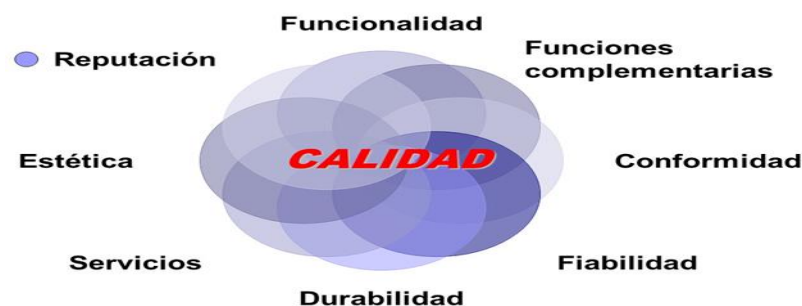 Funcionalidad
Reputación
Funciones
complementarias
Estética
CALIDAD
Conformidad
Servicios
Fiabilidad
Durabilidad